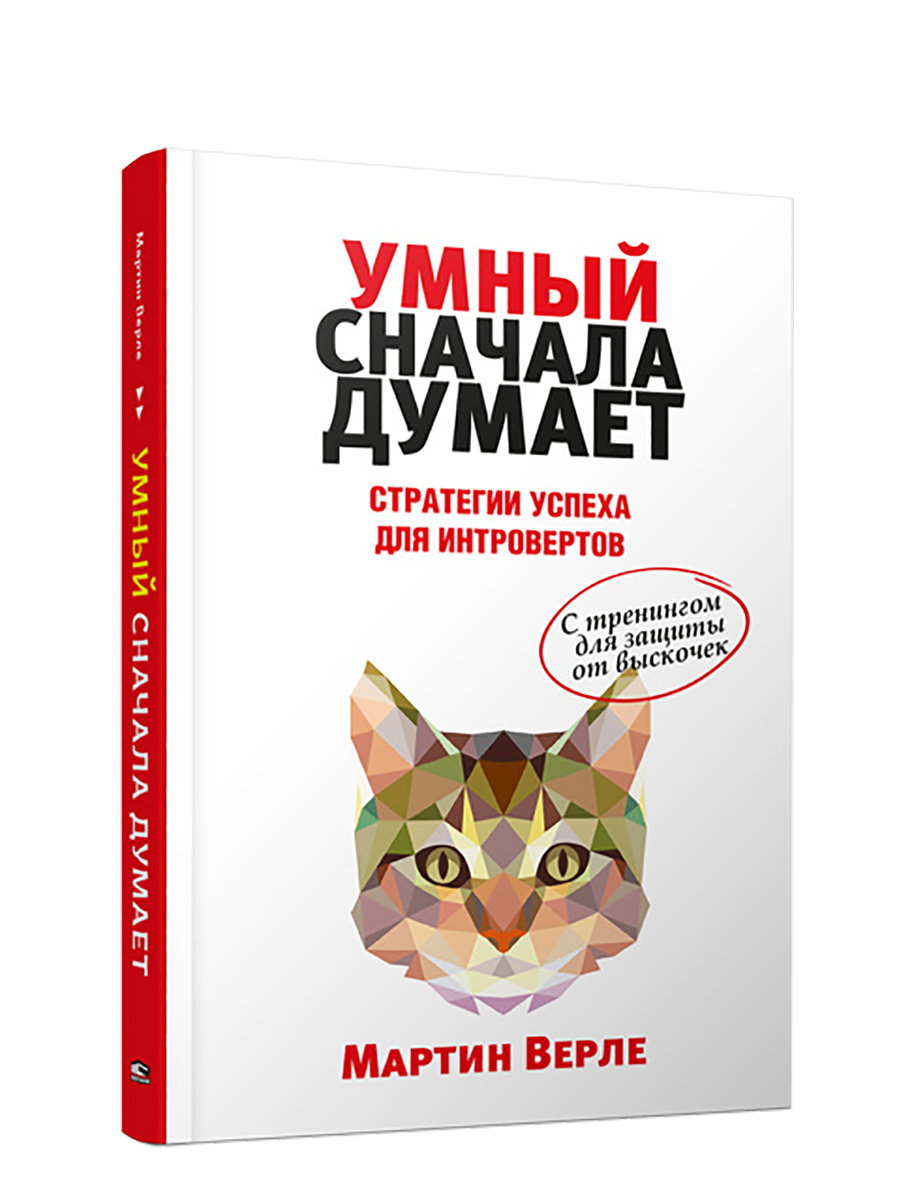 УМНЫЙ
СНАЧАЛА
ДУМАЕТ
СТРАТЕГИИ УСПЕХА
ДЛЯ ИНТРОВЕРТОВ
С тренингом
для защиты
от выскочек
МАРТИН ВЕРЛЕ
Мартин Верле
УМНЫЙ СНАЧАЛА ДУМАЕТ